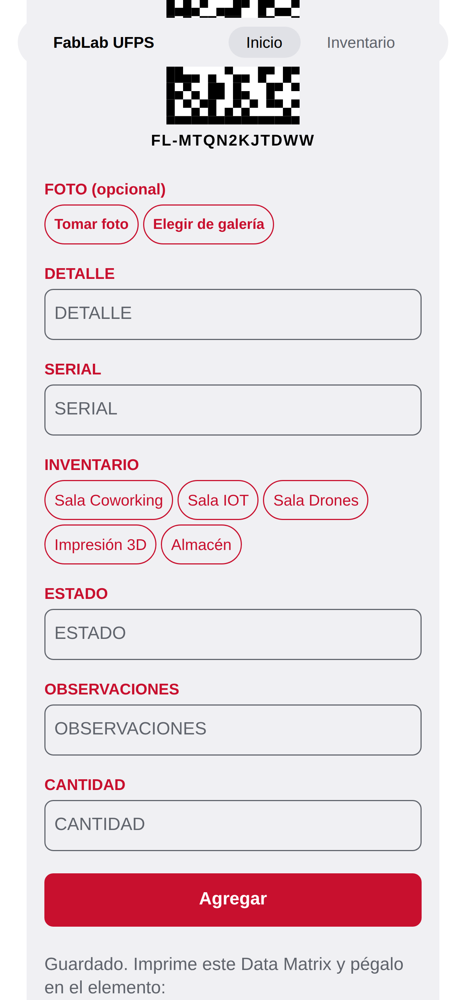 FabLab UFPS
Inicio
Inventario
FL-MTQN2KJTDWW
FOTO (opcional)
Tomar foto
Elegir de galería
DETALLE
DETALLE
SERIAL
SERIAL
INVENTARIO
Sala Coworking
Sala IOT
Sala Drones
Impresión 3D
Almacén
ESTADO
ESTADO
OBSERVACIONES
OBSERVACIONES
CANTIDAD
CANTIDAD
Agregar
Guardado. Imprime este Data Matrix y pégalo
en el elemento: